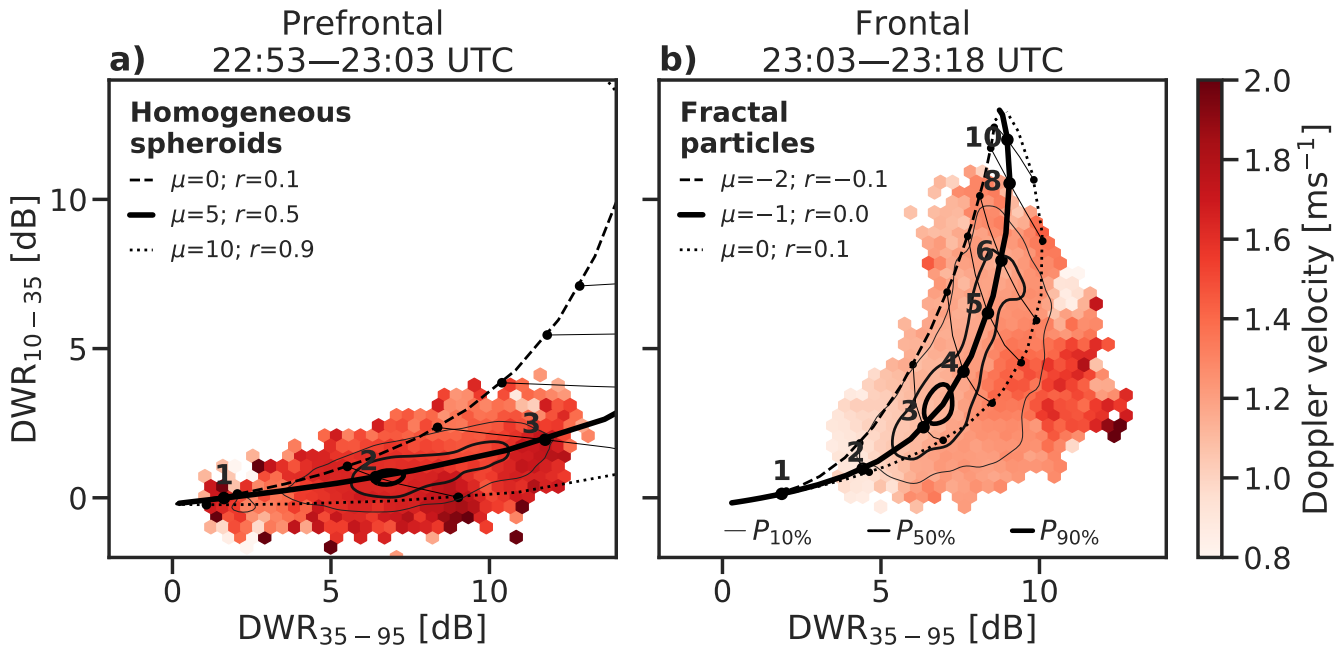 Prefrontal
22:53—23:03 UTC
a)
Homogeneous
spheroids
μ=0; r=0.1
μ=5; r=0.5
μ=10; r=0.9
1
2
3
10
5
0
DWR10 – 35 [dB]
0
5
10
DWR35 – 95 [dB]
Frontal
23:03—23:18 UTC
b)
Fractal
particles
μ=−2; r=−0.1
μ=−1; r=0.0
μ=0; r=0.1
10
8
6
5
4
3
2
1
P10%
P50%
P90%
0
5
10
DWR35 – 95 [dB]
2.0
1.8
1.6
1.4
1.2
1.0
0.8
Doppler velocity [ms−1]